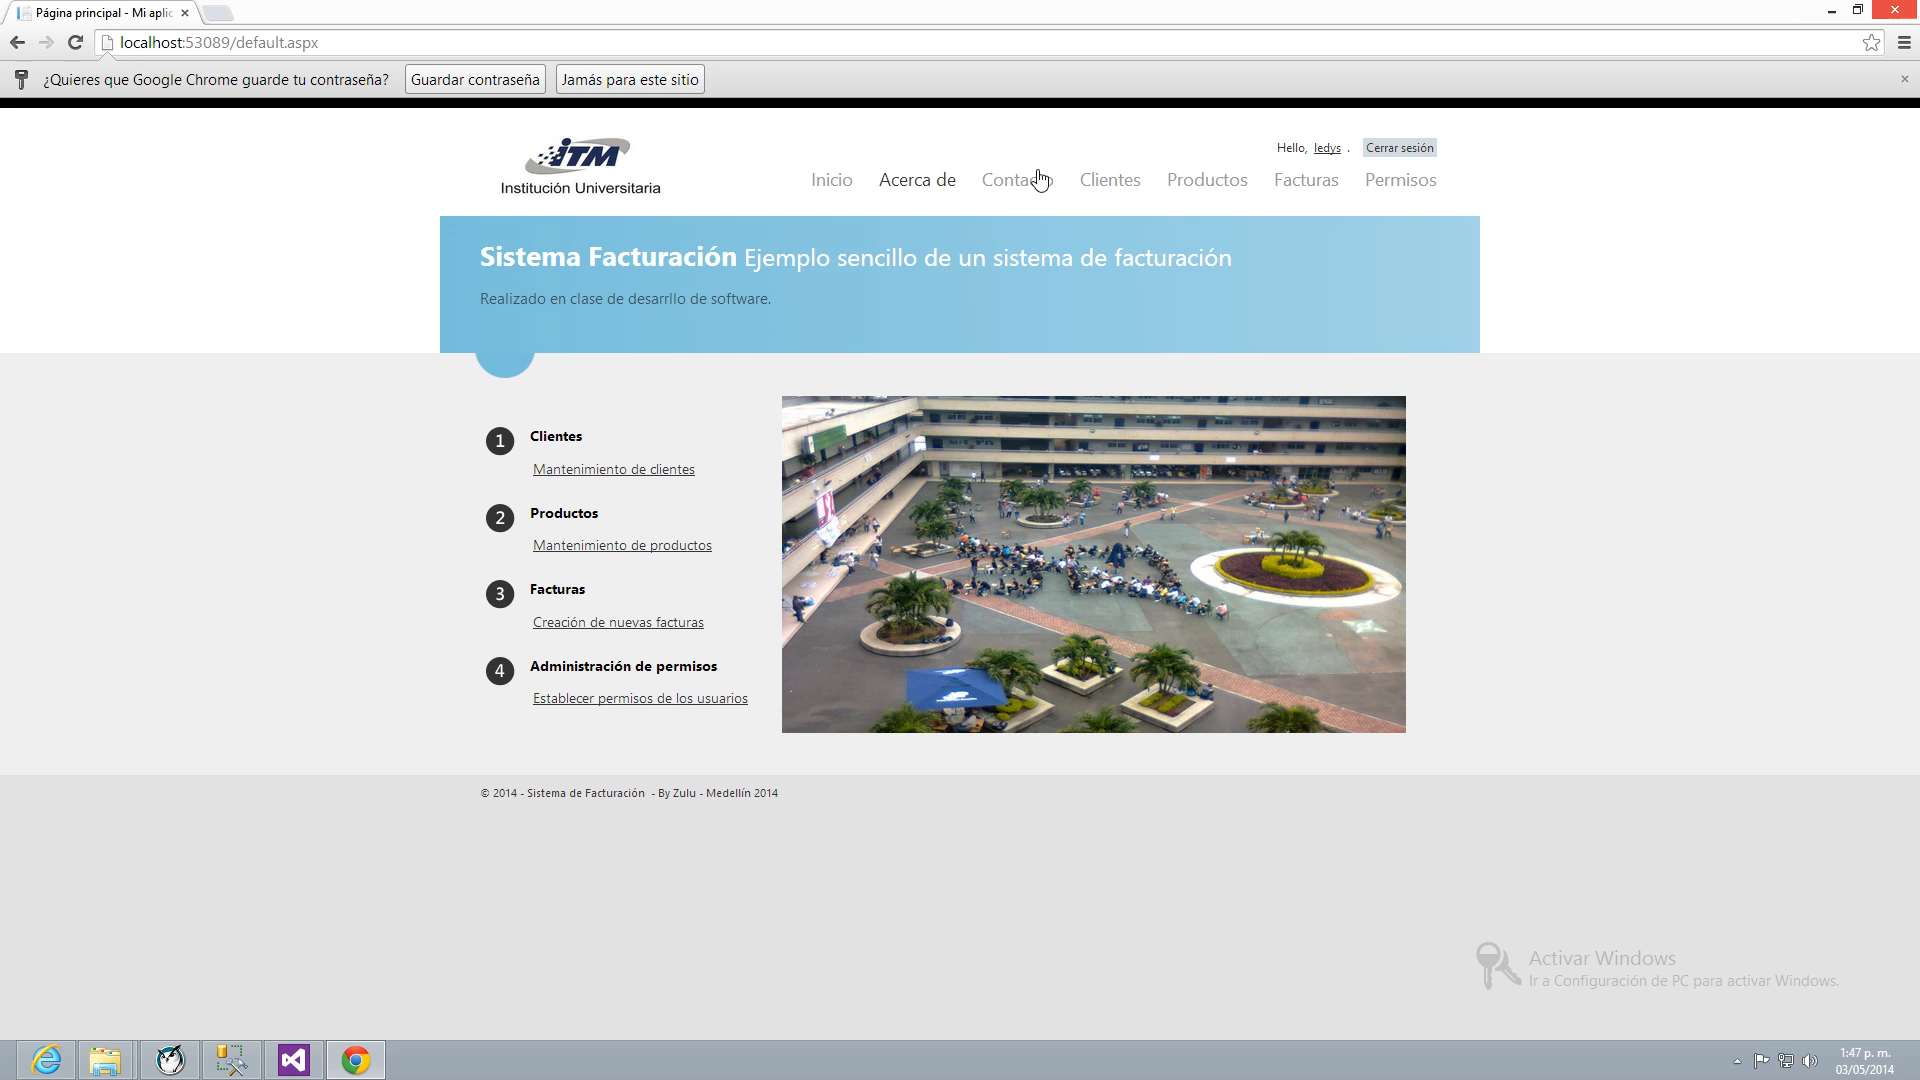 Página principal - Mi aplic
localhost:53089/default.aspx
¿Quieres que Google Chrome guarde tu contraseña? Guardar contraseña Jamás para este sitio
iTM
Institución Universitaria
Hello, ledys . Cerrar sesión
Inicio Acerca de Contacto Clientes Productos Facturas Permisos
Sistema Facturación Ejemplo sencillo de un sistema de facturación
Realizado en clase de desarrllo de software.
1 Clientes
Mantenimiento de clientes
2 Productos
Mantenimiento de productos
3 Facturas
Creación de nuevas facturas
4 Administración de permisos
Establecer permisos de los usuarios
© 2014 - Sistema de Facturación - By Zulu - Medellín 2014
Activar Windows
Ir a Configuración de PC para activar Windows.
1:47 p. m.
03/05/2014